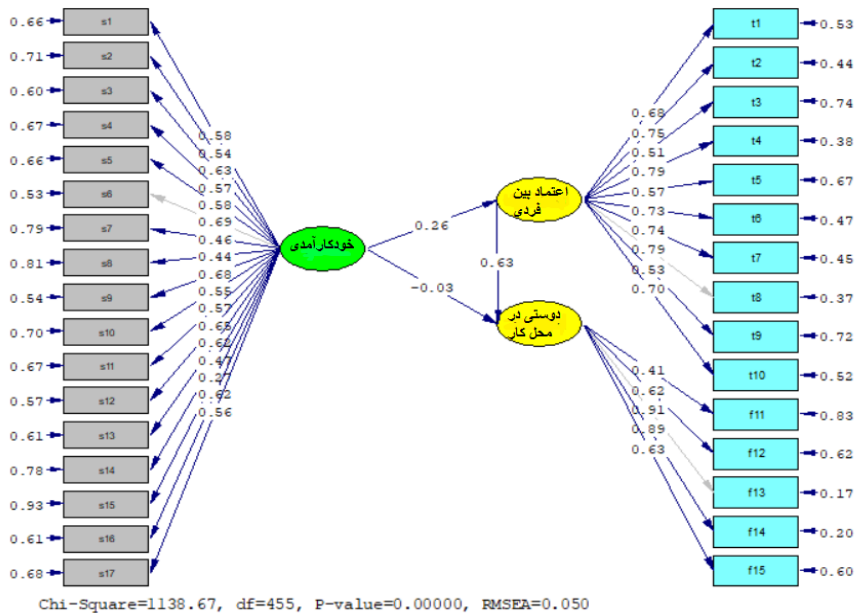 0.66 s1
0.71 s2
0.60 s3
0.67 s4
0.66 s5
0.53 s6
0.79 s7
0.81 s8
0.54 s9
0.70 s10
0.67 s11
0.57 s12
0.61 s13
0.78 s14
0.93 s15
0.61 s16
0.68 s17
0.58
0.54
0.63
0.57
0.58
0.69
0.46
0.44
0.68
0.55
0.57
0.65
0.62
0.47
0.27
0.62
0.56
خودکارآمدی
0.26
-0.03
اعتماد بین
فردي
0.63
دوستی در
محل کار
0.68
0.75
0.51
0.79
0.57
0.73
0.74
0.79
0.53
0.70
0.41
0.62
0.91
0.89
0.63
t1 0.53
t2 0.44
t3 0.74
t4 0.38
t5 0.67
t6 0.47
t7 0.45
t8 0.37
t9 0.72
t10 0.52
f11 0.83
f12 0.62
f13 0.17
f14 0.20
f15 0.60
Chi-Square=1138.67, df=455, P-value=0.00000, RMSEA=0.050